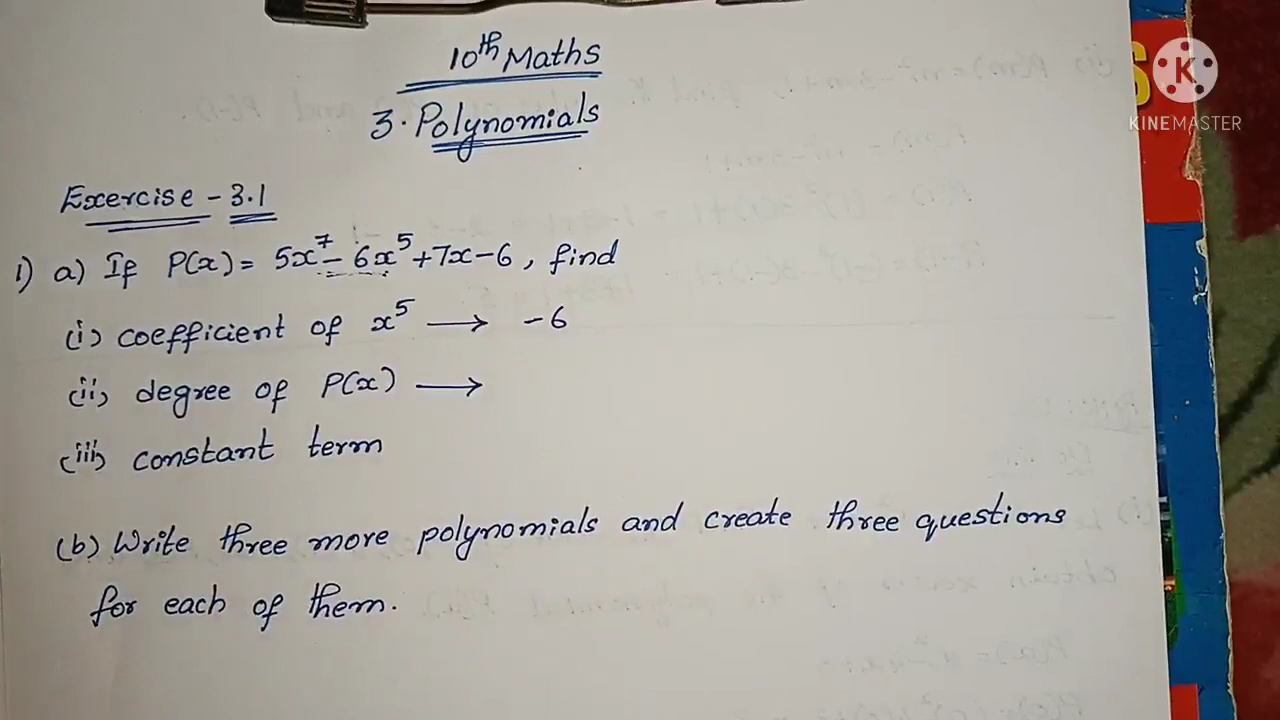 10th Maths
3. Polynomials
Exercise - 3.1
1) a) If P(x) = 5x⁷ - 6x⁵ + 7x - 6, find
(i) coefficient of x⁵ → -6
(ii) degree of P(x) →
(iii) constant term
(b) Write three more polynomials and create three questions
for each of them.
K
KINEMASTER
S